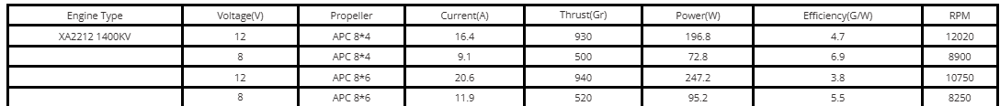 Engine Type Voltage(V) Propeller Current(A) Thrust(Gr) Power(W) Efficiency(G/W) RPM
XA2212 1400KV 12 APC 8*4 16.4 930 196.8 4.7 12020
8 APC 8*4 9.1 500 72.8 6.9 8900
12 APC 8*6 20.6 940 247.2 3.8 10750
8 APC 8*6 11.9 520 95.2 5.5 8250